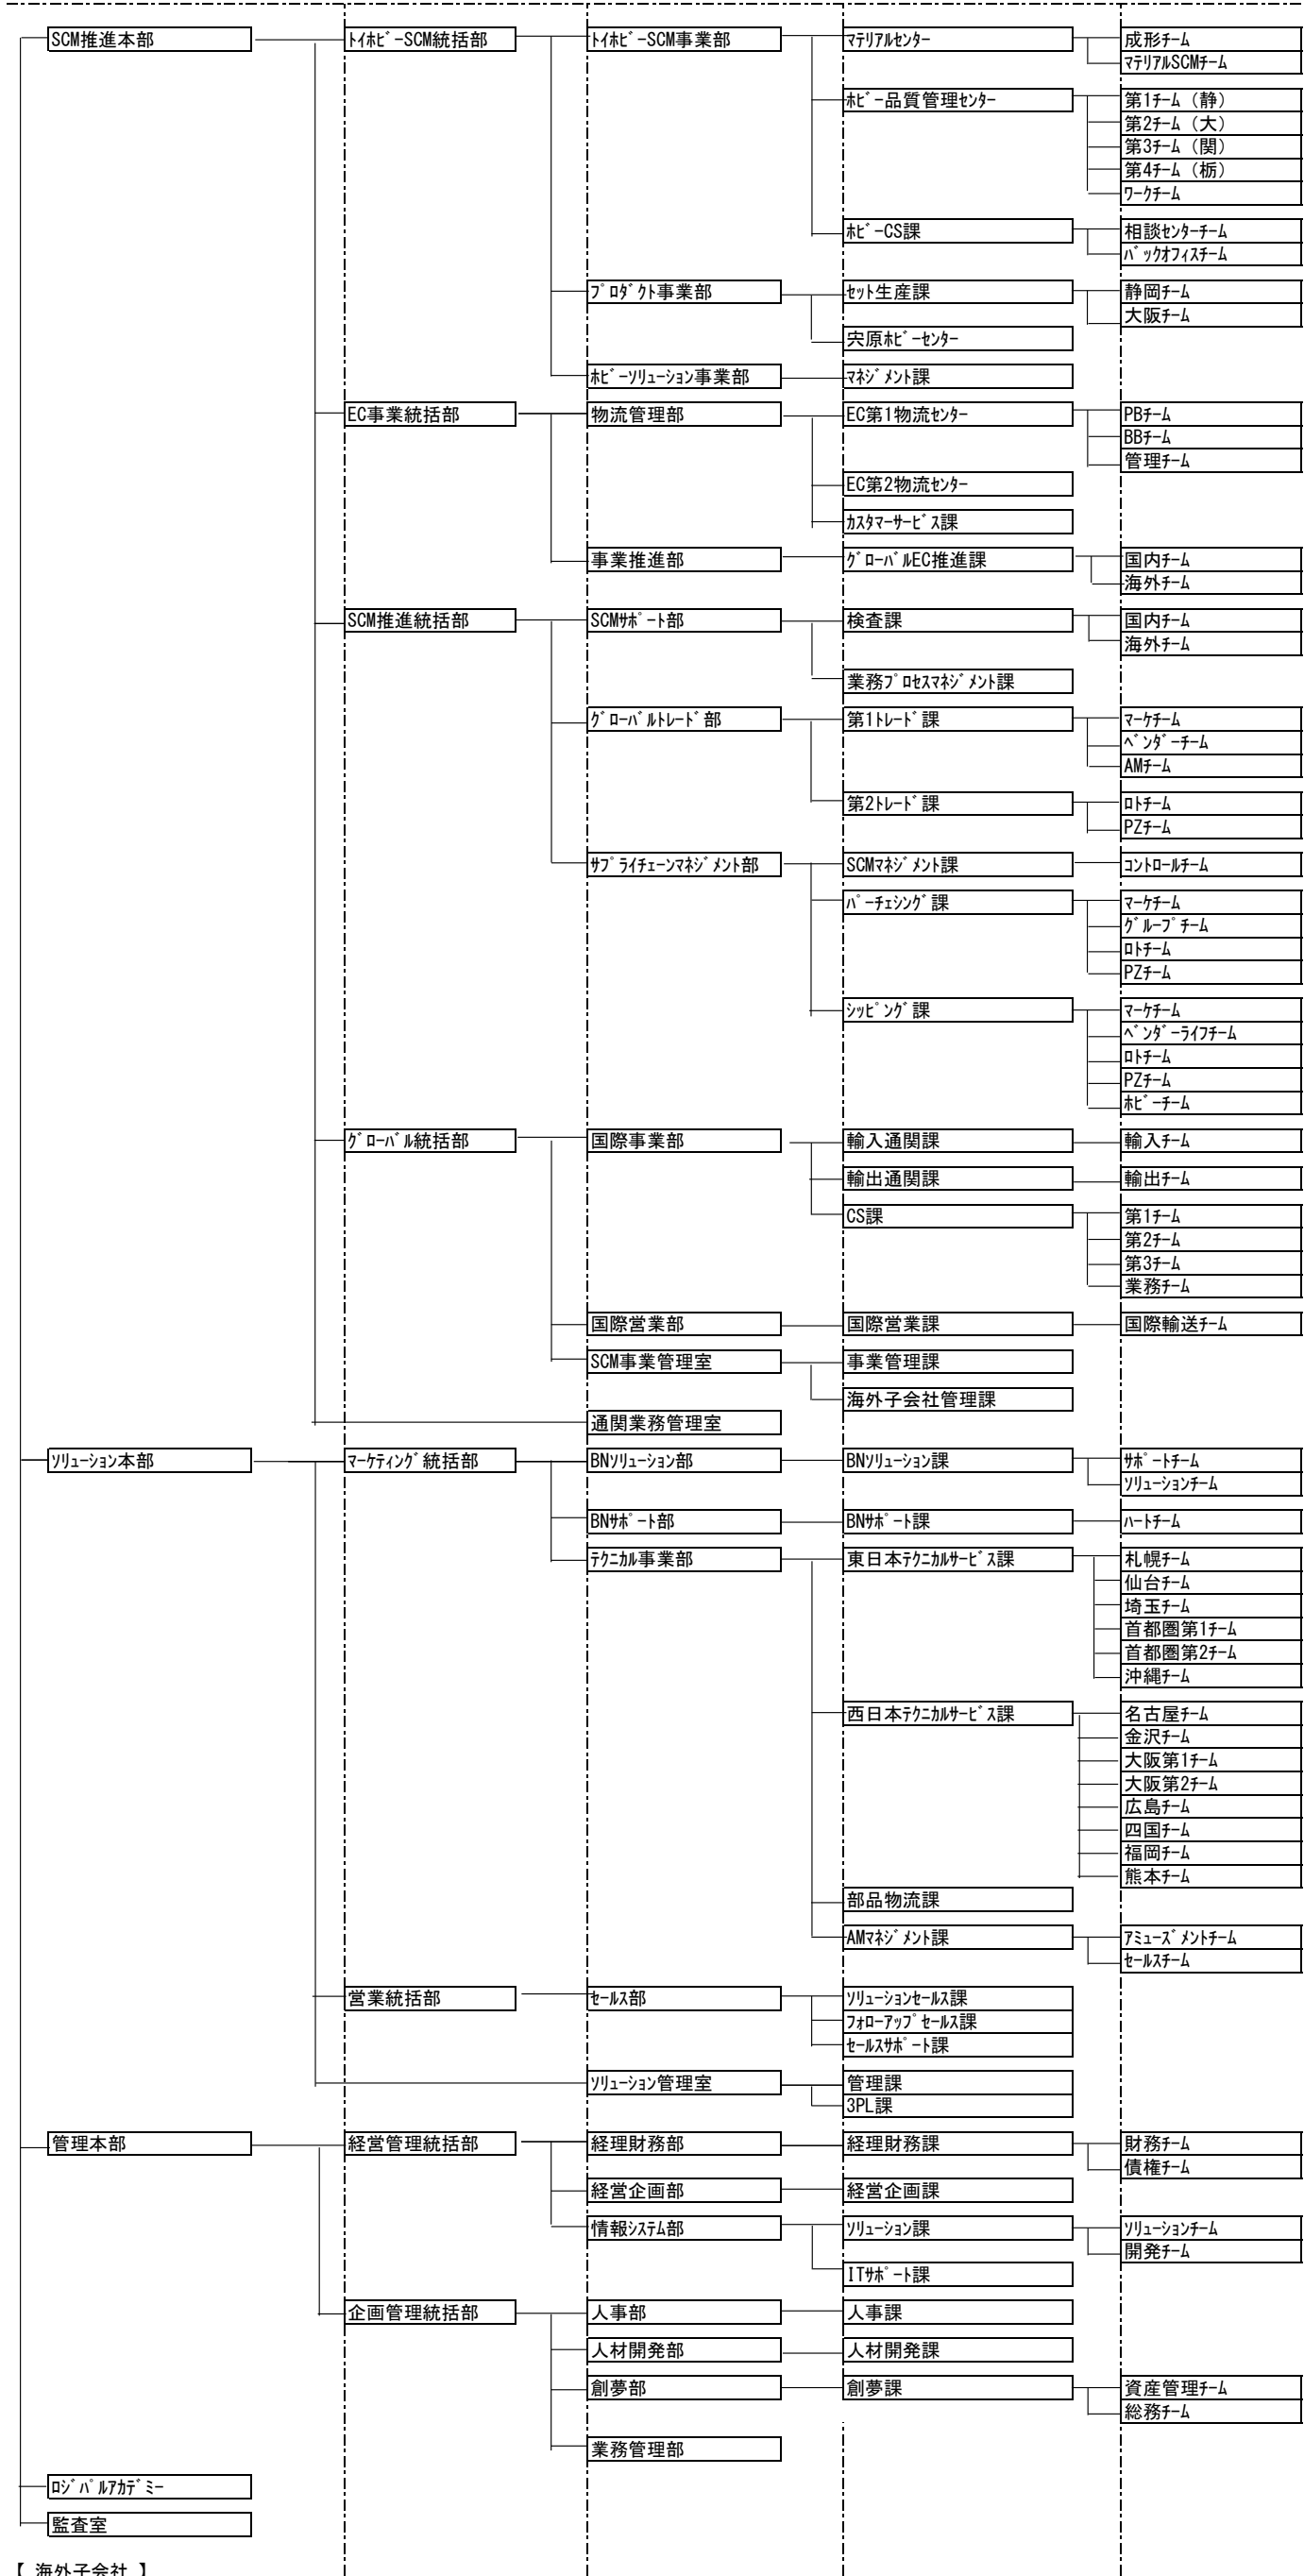 SCM推進本部
ﾄｲﾎﾋﾞｰSCM統括部
ﾄｲﾎﾋﾞｰSCM事業部
ﾏﾃﾘｱﾙｾﾝﾀｰ
成形ﾁｰﾑ
ﾏﾃﾘｱﾙSCMﾁｰﾑ
ﾎﾋﾞｰ品質管理ｾﾝﾀｰ
第1ﾁｰﾑ（静）
第2ﾁｰﾑ（大）
第3ﾁｰﾑ（関）
第4ﾁｰﾑ（栃）
ﾜｰｸﾁｰﾑ
ﾎﾋﾞｰCS課
相談ｾﾝﾀｰﾁｰﾑ
ﾊﾞｯｸｵﾌｨｽﾁｰﾑ
ﾌﾟﾛﾀﾞｸﾄ事業部
ｾｯﾄ生産課
静岡ﾁｰﾑ
大阪ﾁｰﾑ
宍原ﾎﾋﾞｰｾﾝﾀｰ
ﾎﾋﾞｰｿﾘｭｰｼｮﾝ事業部
ﾏﾈｼﾞﾒﾝﾄ課
EC事業統括部
物流管理部
EC第1物流ｾﾝﾀｰ
PBﾁｰﾑ
BBﾁｰﾑ
管理ﾁｰﾑ
EC第2物流ｾﾝﾀｰ
ｶｽﾀﾏｰｻｰﾋﾞｽ課
事業推進部
ｸﾞﾛｰﾊﾞﾙEC推進課
国内ﾁｰﾑ
海外ﾁｰﾑ
SCM推進統括部
SCMｻﾎﾟｰﾄ部
検査課
国内ﾁｰﾑ
海外ﾁｰﾑ
業務ﾌﾟﾛｾｽﾏﾈｼﾞﾒﾝﾄ課
ｸﾞﾛｰﾊﾞﾙﾄﾚｰﾄﾞ部
第1ﾄﾚｰﾄﾞ課
ﾏｰｹﾁｰﾑ
ﾍﾞﾝﾀﾞｰﾁｰﾑ
AMﾁｰﾑ
第2ﾄﾚｰﾄﾞ課
ﾛﾄﾁｰﾑ
PZﾁｰﾑ
ｻﾌﾟﾗｲﾁｪｰﾝﾏﾈｼﾞﾒﾝﾄ部
SCMﾏﾈｼﾞﾒﾝﾄ課
ｺﾝﾄﾛｰﾙﾁｰﾑ
ﾊﾟｰﾁｪｼﾝｸﾞ課
ﾏｰｹﾁｰﾑ
ｸﾞﾙｰﾌﾟﾁｰﾑ
ﾛﾄﾁｰﾑ
PZﾁｰﾑ
ｼｯﾋﾟﾝｸﾞ課
ﾏｰｹﾁｰﾑ
ﾍﾞﾝﾀﾞｰﾗｲﾌﾁｰﾑ
ﾛﾄﾁｰﾑ
PZﾁｰﾑ
ﾎﾋﾞｰﾁｰﾑ
ｸﾞﾛｰﾊﾞﾙ統括部
国際事業部
輸入通関課
輸入ﾁｰﾑ
輸出通関課
輸出ﾁｰﾑ
CS課
第1ﾁｰﾑ
第2ﾁｰﾑ
第3ﾁｰﾑ
業務ﾁｰﾑ
国際営業部
国際営業課
国際輸送ﾁｰﾑ
SCM事業管理室
事業管理課
海外子会社管理課
通関業務管理室
ｿﾘｭｰｼｮﾝ本部
ﾏｰｹﾃｨﾝｸﾞ統括部
BNｿﾘｭｰｼｮﾝ部
BNｿﾘｭｰｼｮﾝ課
ｻﾎﾟｰﾄﾁｰﾑ
ｿﾘｭｰｼｮﾝﾁｰﾑ
BNｻﾎﾟｰﾄ部
BNｻﾎﾟｰﾄ課
ﾊｰﾄﾁｰﾑ
ﾃｸﾆｶﾙ事業部
東日本ﾃｸﾆｶﾙｻｰﾋﾞｽ課
札幌ﾁｰﾑ
仙台ﾁｰﾑ
埼玉ﾁｰﾑ
首都圏第1ﾁｰﾑ
首都圏第2ﾁｰﾑ
沖縄ﾁｰﾑ
西日本ﾃｸﾆｶﾙｻｰﾋﾞｽ課
名古屋ﾁｰﾑ
金沢ﾁｰﾑ
大阪第1ﾁｰﾑ
大阪第2ﾁｰﾑ
広島ﾁｰﾑ
四国ﾁｰﾑ
福岡ﾁｰﾑ
熊本ﾁｰﾑ
部品物流課
AMﾏﾈｼﾞﾒﾝﾄ課
ｱﾐｭｰｽﾞﾒﾝﾄﾁｰﾑ
ｾｰﾙｽﾁｰﾑ
営業統括部
ｾｰﾙｽ部
ｿﾘｭｰｼｮﾝｾｰﾙｽ課
ﾌｫﾛｰｱｯﾌﾟｾｰﾙｽ課
ｾｰﾙｽｻﾎﾟｰﾄ課
ｿﾘｭｰｼｮﾝ管理室
管理課
3PL課
管理本部
経営管理統括部
経理財務部
経理財務課
財務ﾁｰﾑ
債権ﾁｰﾑ
経営企画部
経営企画課
情報ｼｽﾃﾑ部
ｿﾘｭｰｼｮﾝ課
ｿﾘｭｰｼｮﾝﾁｰﾑ
開発ﾁｰﾑ
ITｻﾎﾟｰﾄ課
企画管理統括部
人事部
人事課
人材開発部
人材開発課
創夢部
創夢課
資産管理ﾁｰﾑ
総務ﾁｰﾑ
業務管理部
ﾛｼﾞﾊﾟﾙｱｶﾃﾞﾐｰ
監査室
【 海外子会社 】